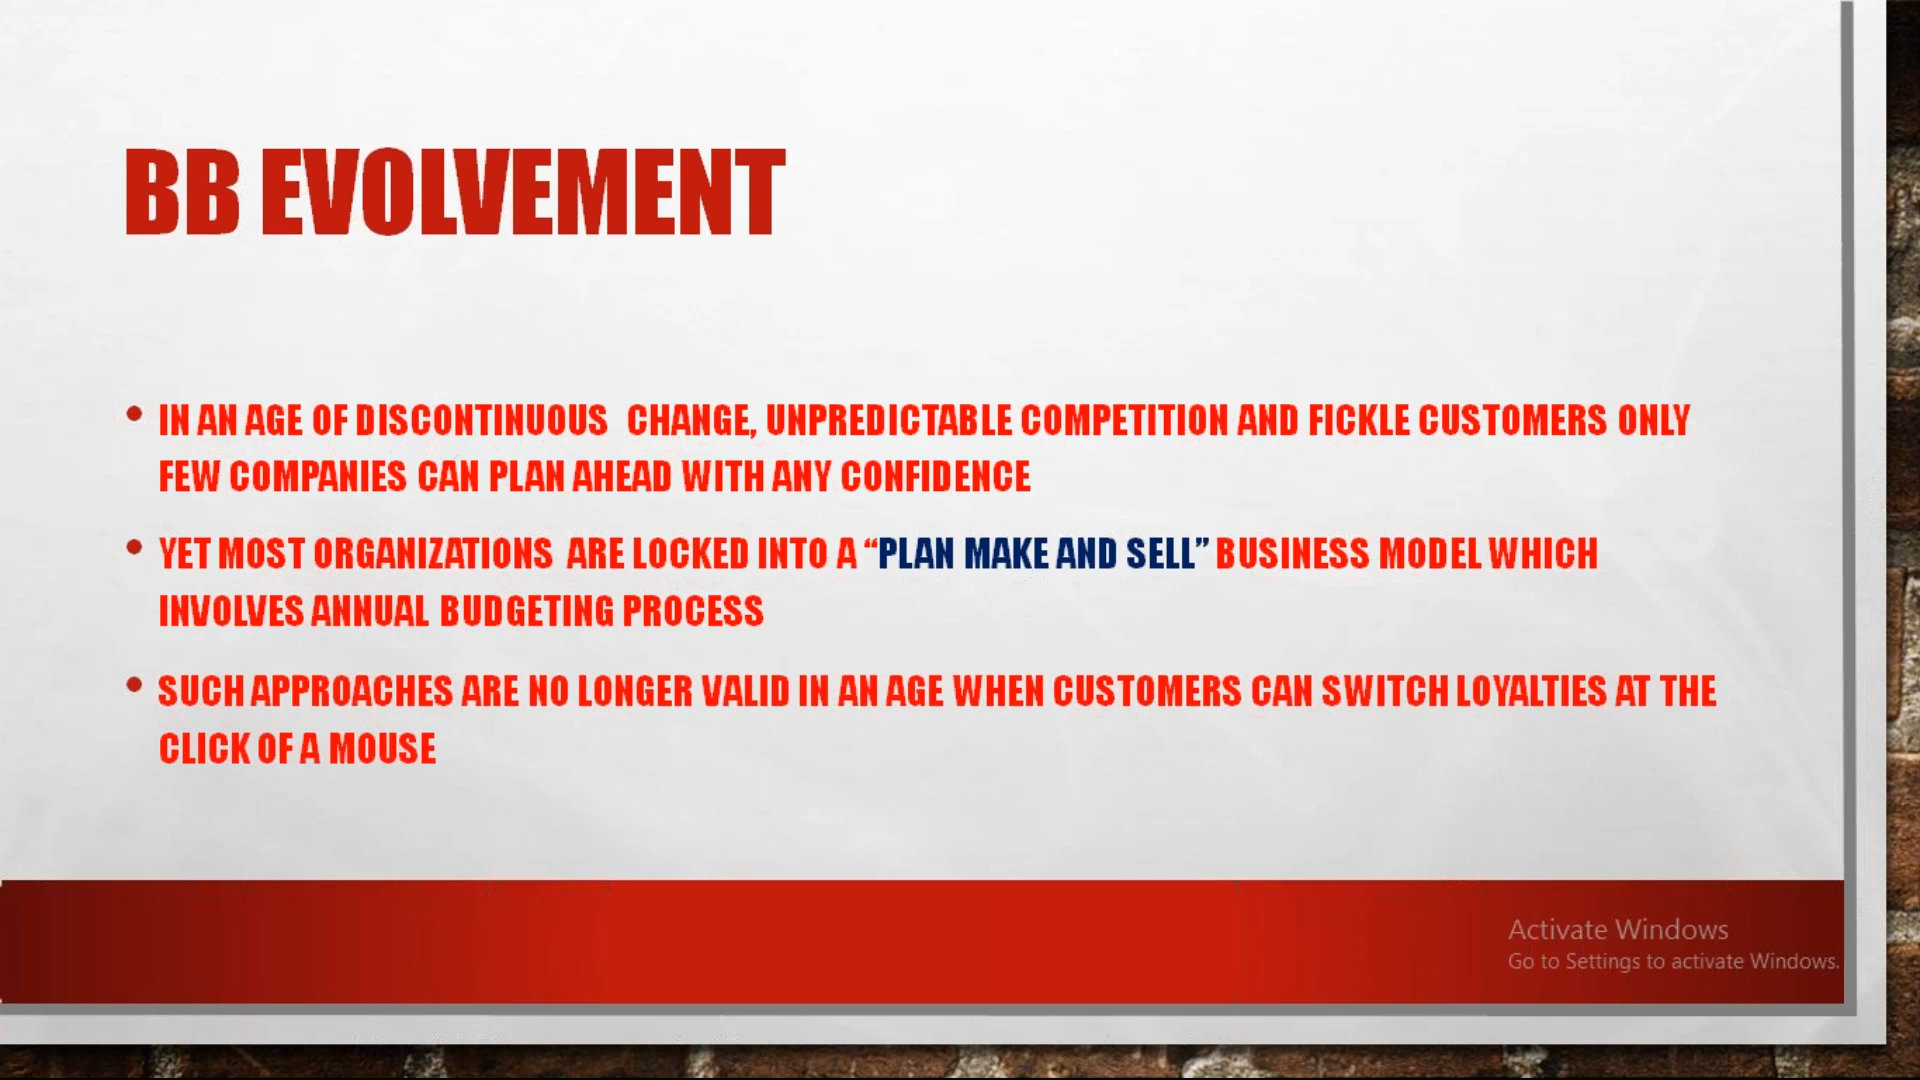 BB EVOLVEMENT
• IN AN AGE OF DISCONTINUOUS CHANGE, UNPREDICTABLE COMPETITION AND FICKLE CUSTOMERS ONLY
FEW COMPANIES CAN PLAN AHEAD WITH ANY CONFIDENCE
• YET MOST ORGANIZATIONS ARE LOCKED INTO A “PLAN MAKE AND SELL” BUSINESS MODEL WHICH
INVOLVES ANNUAL BUDGETING PROCESS
• SUCH APPROACHES ARE NO LONGER VALID IN AN AGE WHEN CUSTOMERS CAN SWITCH LOYALTIES AT THE
CLICK OF A MOUSE
Activate Windows
Go to Settings to activate Windows.